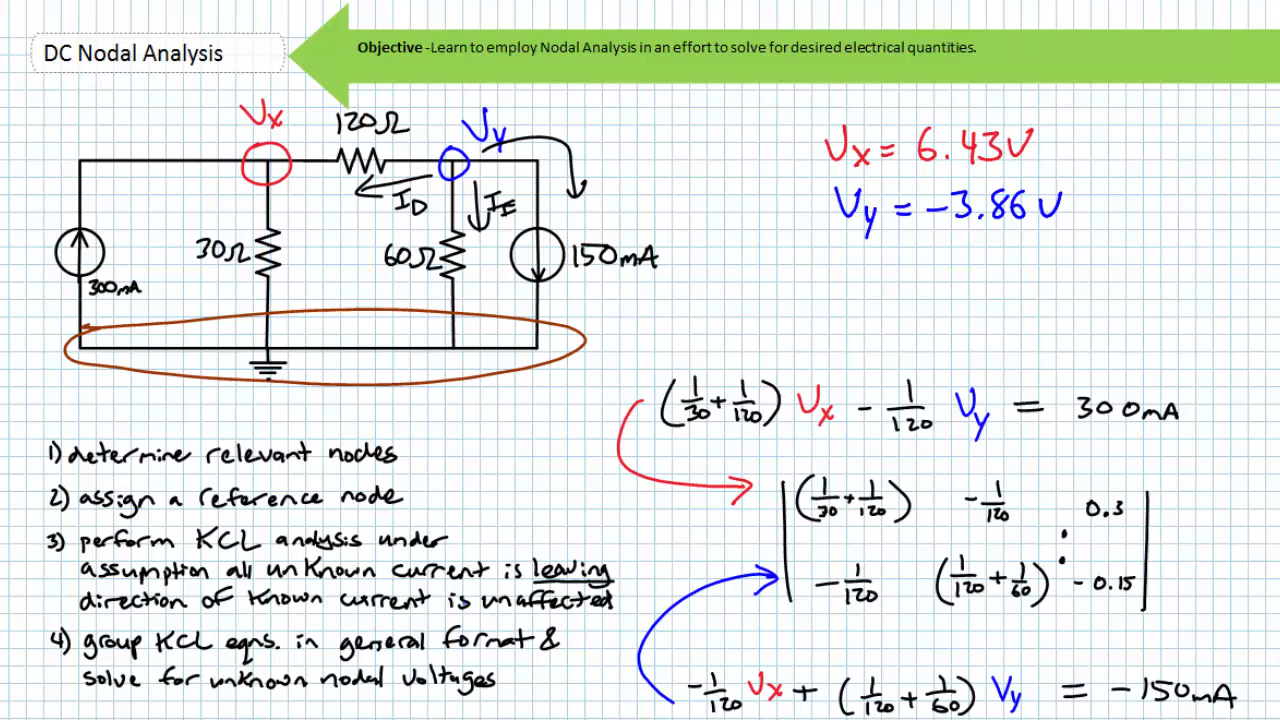 DC Nodal Analysis
Objective -Learn to employ Nodal Analysis in an effort to solve for desired electrical quantities.
Vx
120Ω
Vy
ID
IE
30Ω
60Ω
150mA
300mA
Vx = 6.43V
Vy = -3.86V
(1/30 + 1/120) Vx - 1/120 Vy = 300mA
(1/30 + 1/120) -1/120 0.3
-1/120 (1/120 + 1/60) -0.15
-1/120 Vx + (1/120 + 1/60) Vy = -150mA
1) determine relevant nodes
2) assign a reference node
3) perform KCL analysis under
assumption all unknown current is leaving
direction of known current is unaffected
4) group KCL eqns. in general format &
solve for unknown nodal voltages